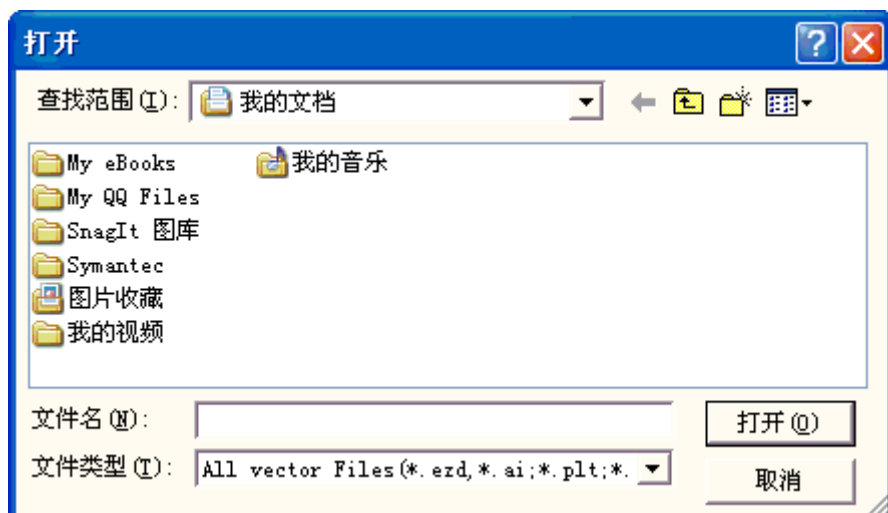 打开
查找范围(I): 我的文档
My eBooks
My QQ Files
SnagIt 图库
Symantec
图片收藏
我的视频
我的音乐
文件名(N):
打开(O)
文件类型(T): All vector Files(*.ezd,*.ai;*.plt;*.
取消